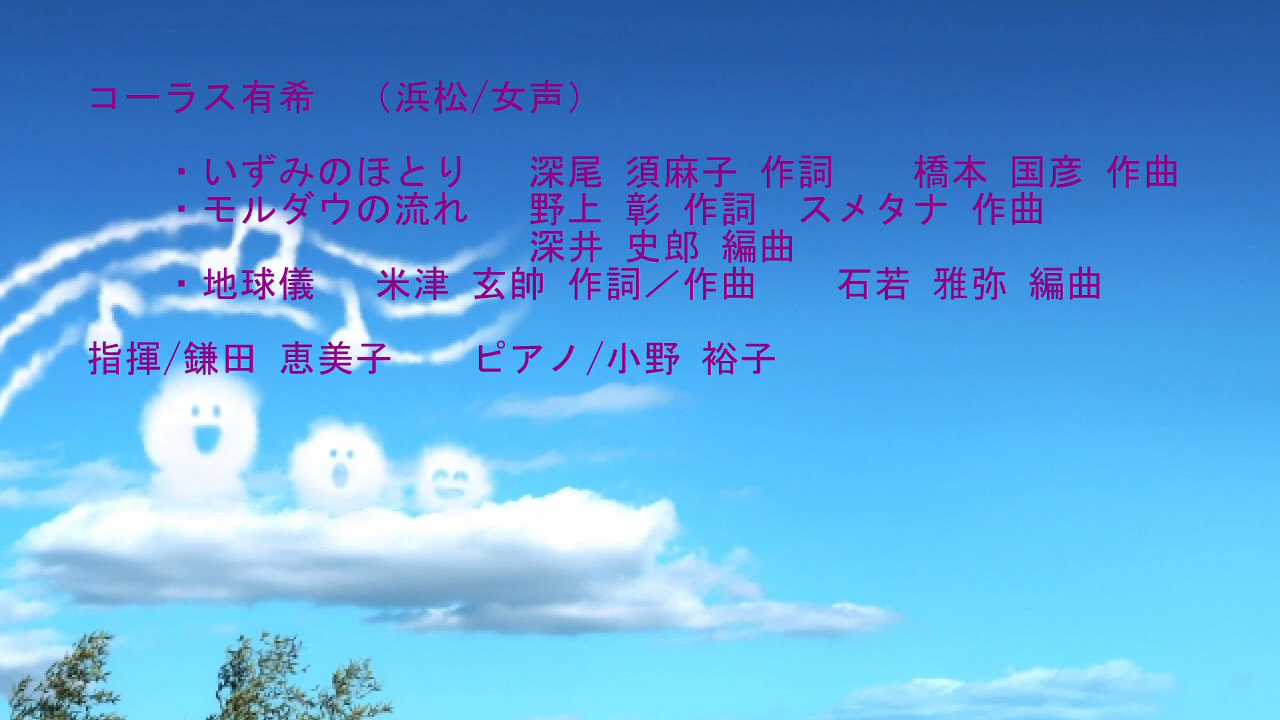 コーラス有希　（浜松/女声）
・いずみのほとり　深尾 須麻子 作詞　橋本 国彦 作曲
・モルダウの流れ　野上 彰 作詞　スメタナ 作曲
深井 史郎 編曲
・地球儀　米津 玄帥 作詞／作曲　石若 雅弥 編曲
指揮/鎌田 恵美子　ピアノ/小野 裕子